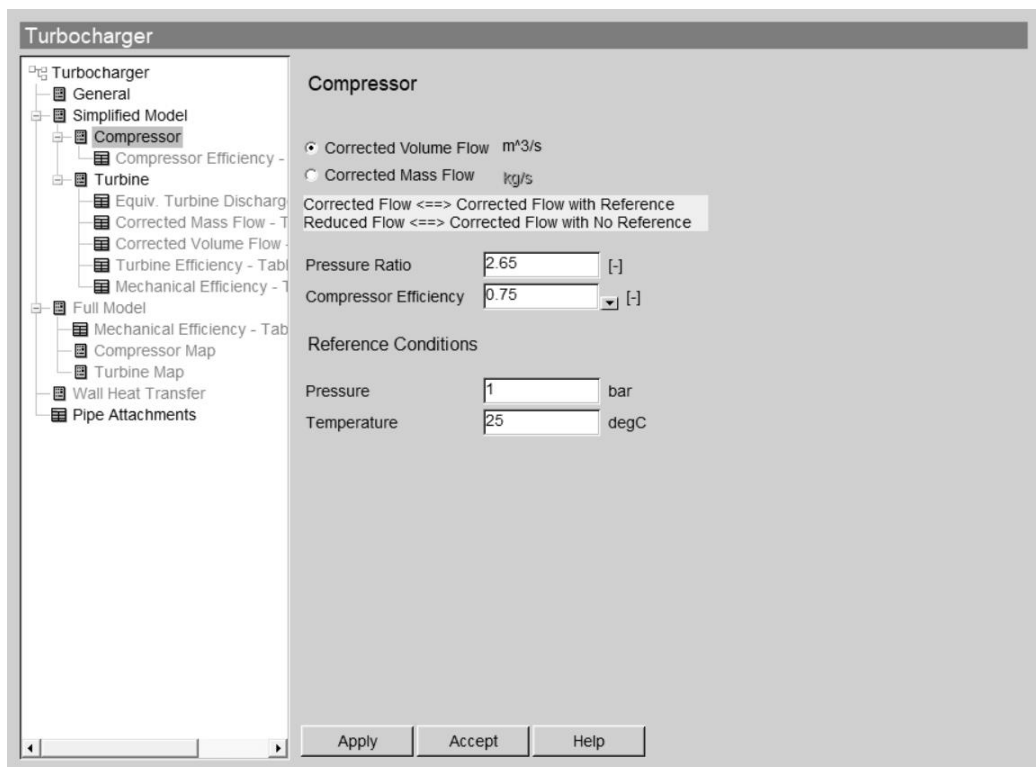 Turbocharger
Turbocharger
General
Simplified Model
Compressor
Compressor Efficiency -
Turbine
Equiv. Turbine Discharg
Corrected Mass Flow - T
Corrected Volume Flow -
Turbine Efficiency - Tabl
Mechanical Efficiency - T
Full Model
Mechanical Efficiency - Tab
Compressor Map
Turbine Map
Wall Heat Transfer
Pipe Attachments
Compressor
Corrected Volume Flow m^3/s
Corrected Mass Flow kg/s
Corrected Flow <==> Corrected Flow with Reference
Reduced Flow <==> Corrected Flow with No Reference
Pressure Ratio 2.65 [-]
Compressor Efficiency 0.75 [-]
Reference Conditions
Pressure 1 bar
Temperature 25 degC
Apply Accept Help